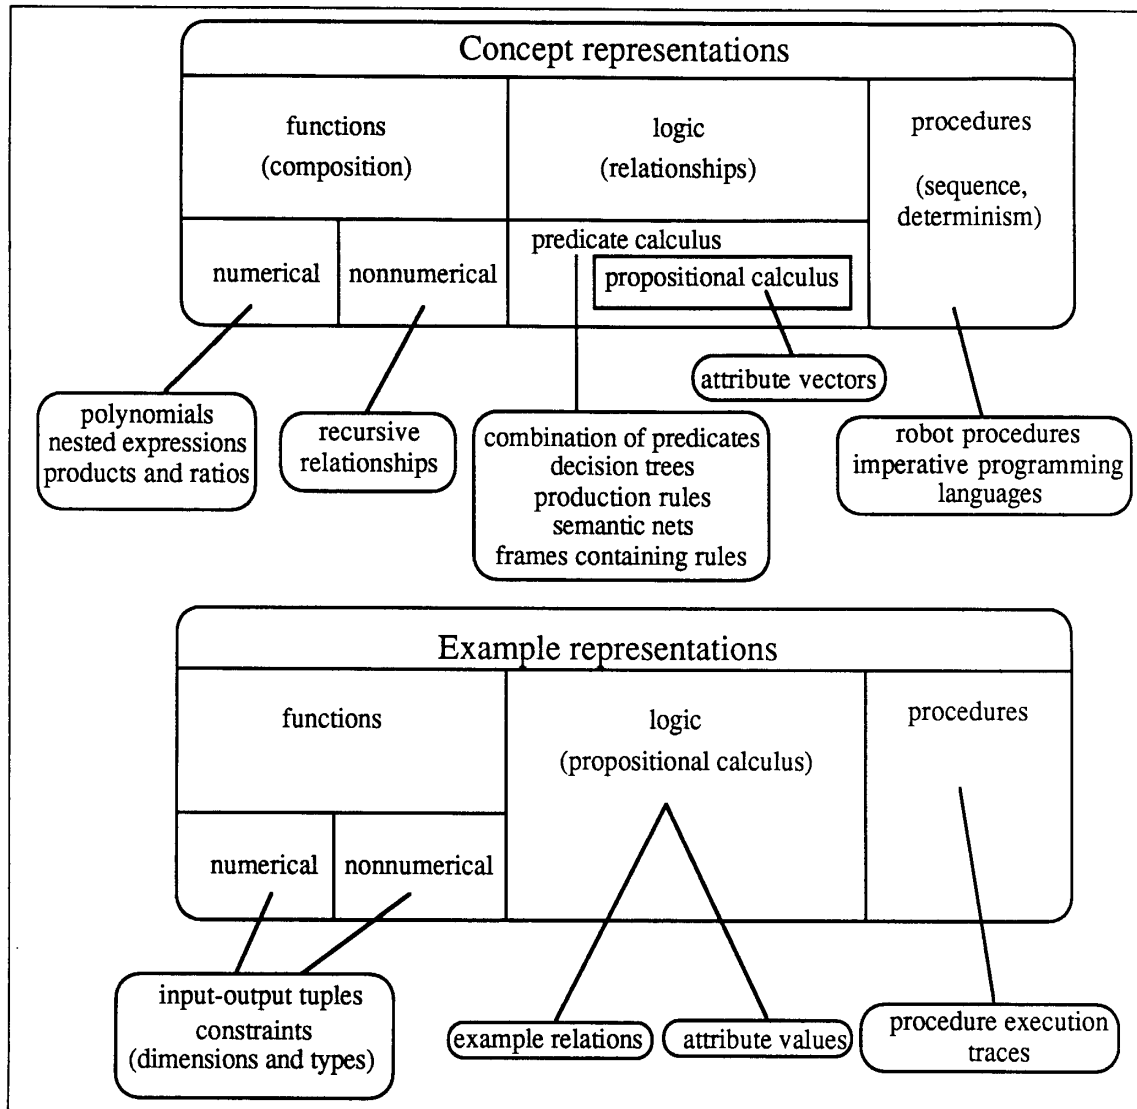 Concept representations
functions
(composition)
logic
(relationships)
procedures
(sequence,
determinism)
numerical
nonnumerical
predicate calculus
propositional calculus
attribute vectors
polynomials
nested expressions
products and ratios
recursive
relationships
combination of predicates
decision trees
production rules
semantic nets
frames containing rules
robot procedures
imperative programming
languages
Example representations
functions
logic
(propositional calculus)
procedures
numerical
nonnumerical
input-output tuples
constraints
(dimensions and types)
example relations
attribute values
procedure execution
traces